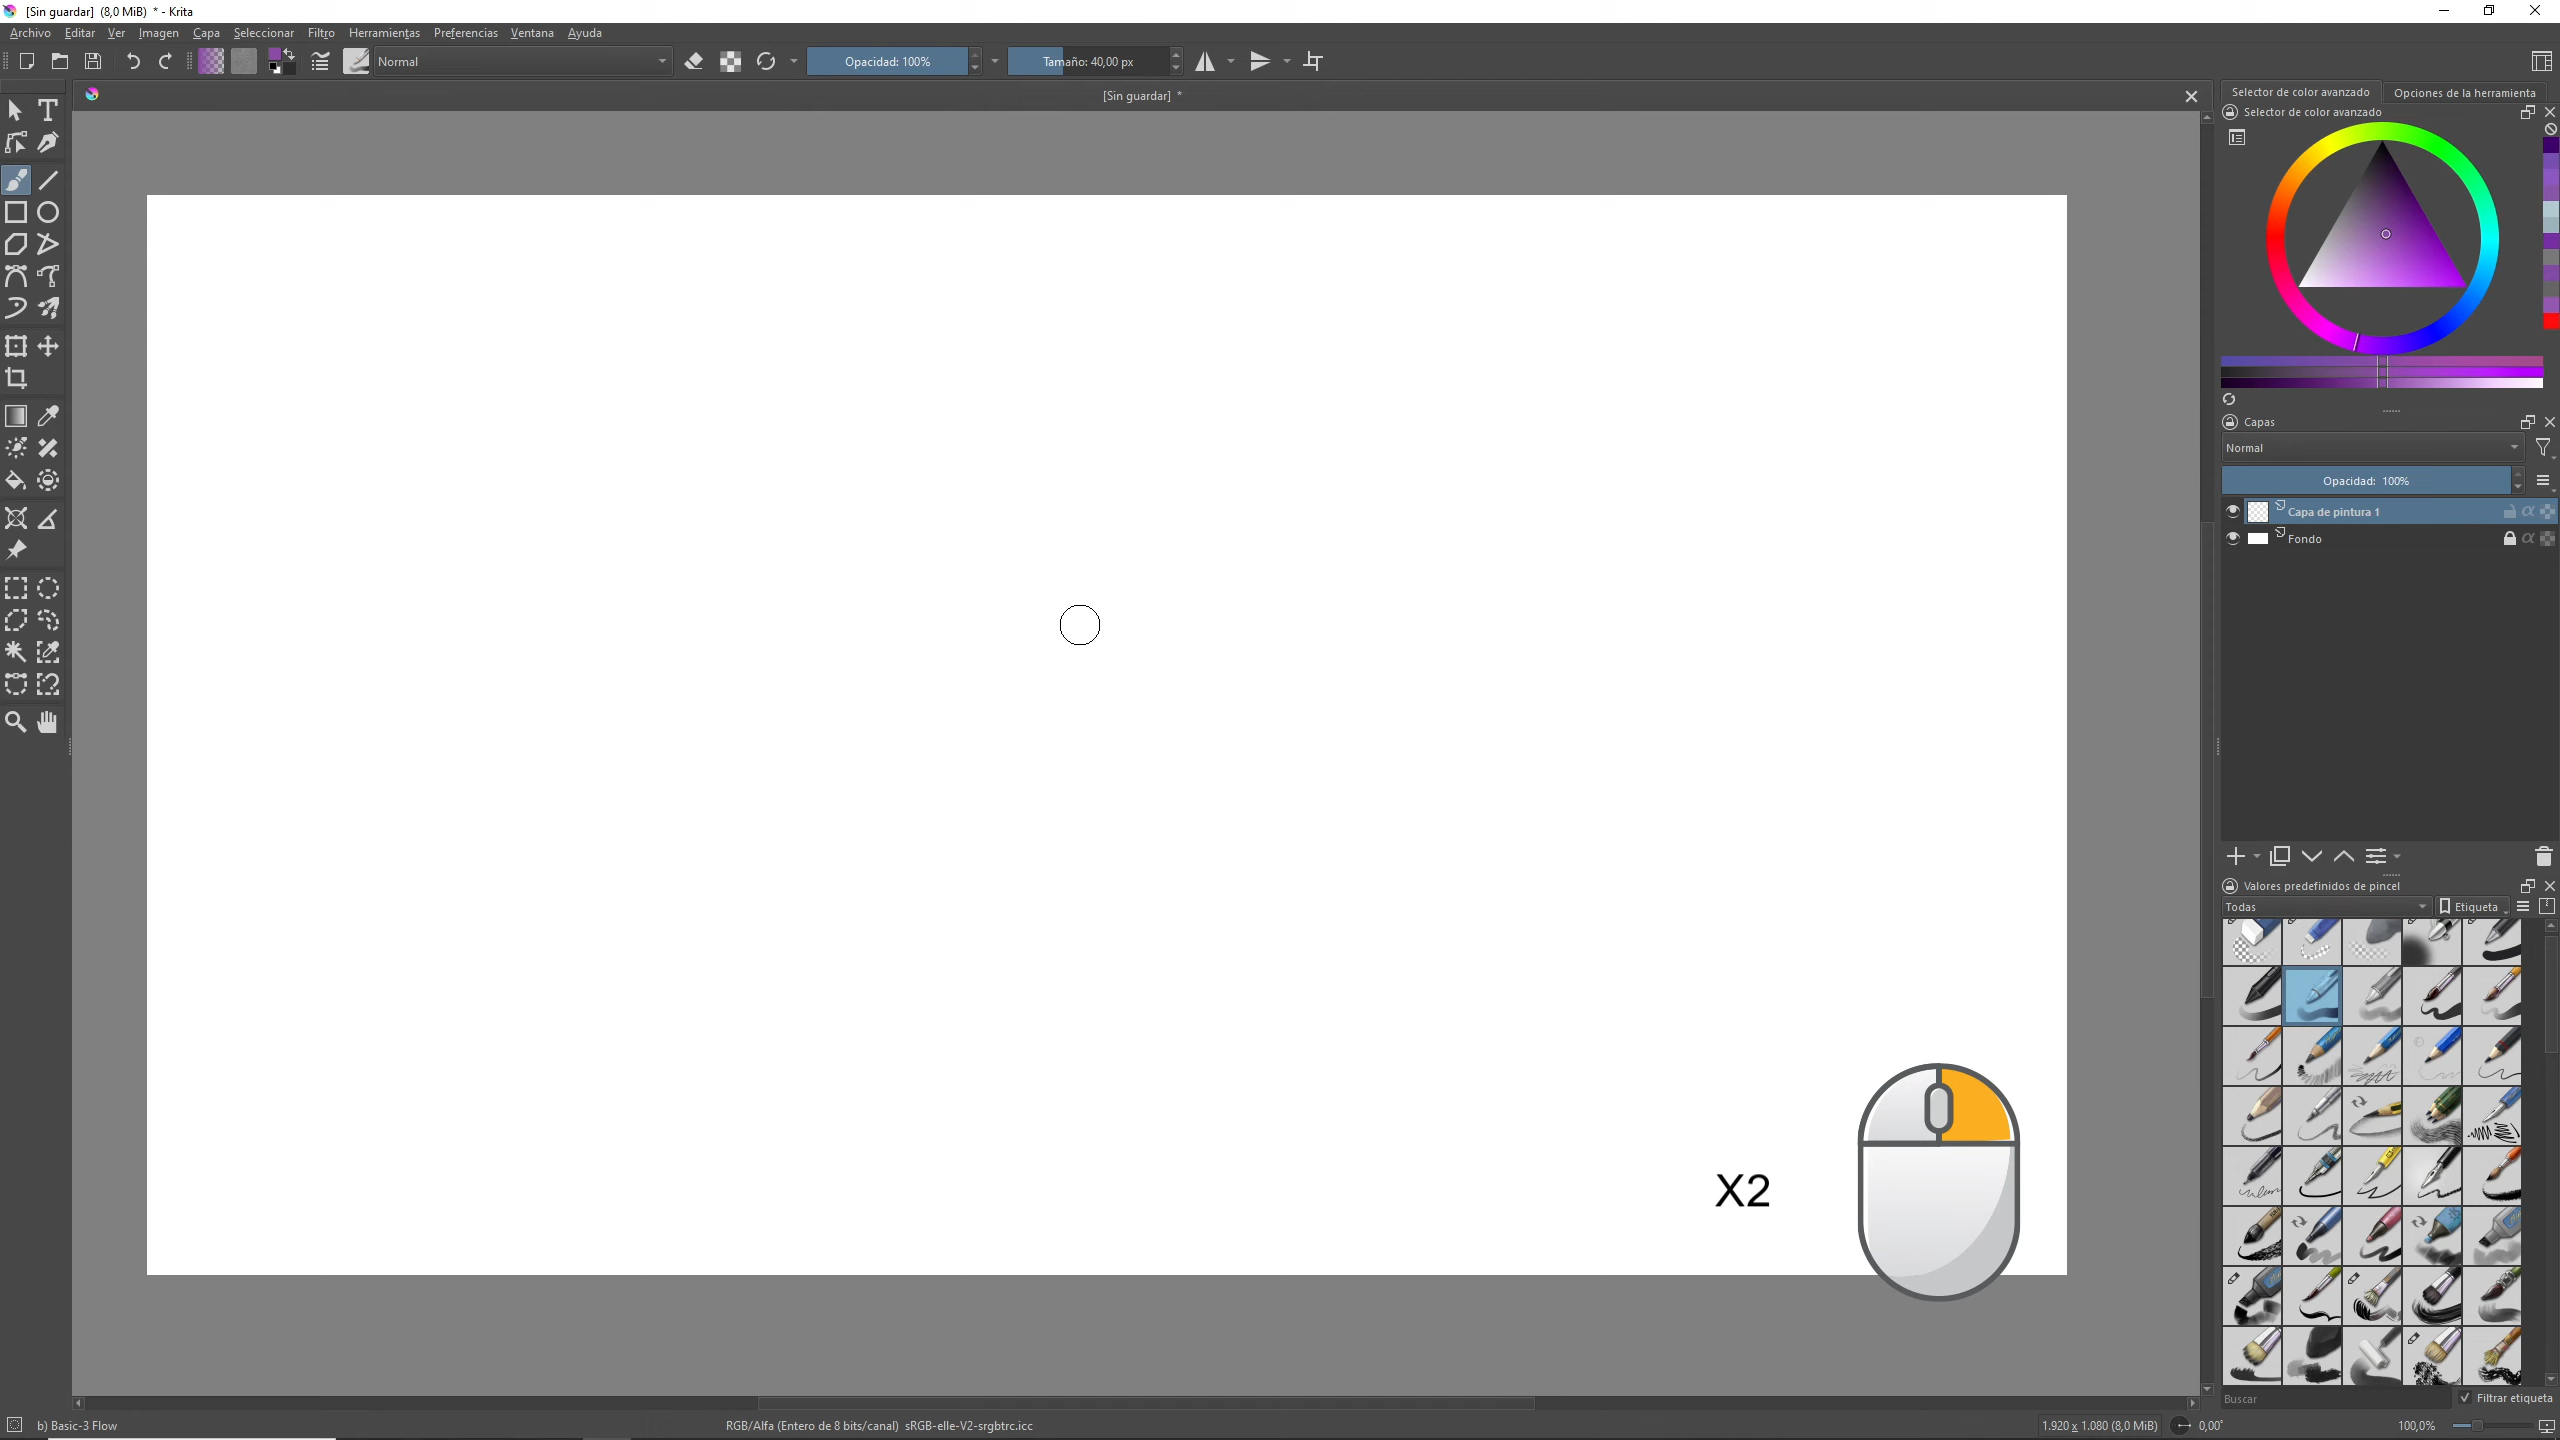 [Sin guardar] (8,0 MiB) * - Krita
Archivo Editar Ver Imagen Capa Seleccionar Filtro Herramientas Preferencias Ventana Ayuda
Normal
Opacidad: 100%
Tamaño: 40,00 px
[Sin guardar] *
Selector de color avanzado
Opciones de la herramienta
Selector de color avanzado
Capas
Normal
Opacidad: 100%
Capa de pintura 1
Fondo
Valores predefinidos de pincel
Todas
Etiqueta
X2
Buscar
Filtrar etiqueta
b) Basic-3 Flow
RGB/Alfa (Entero de 8 bits/canal) sRGB-elle-V2-srgbtrc.icc
1.920 x 1.080 (8,0 MiB)
0,00°
100,0%